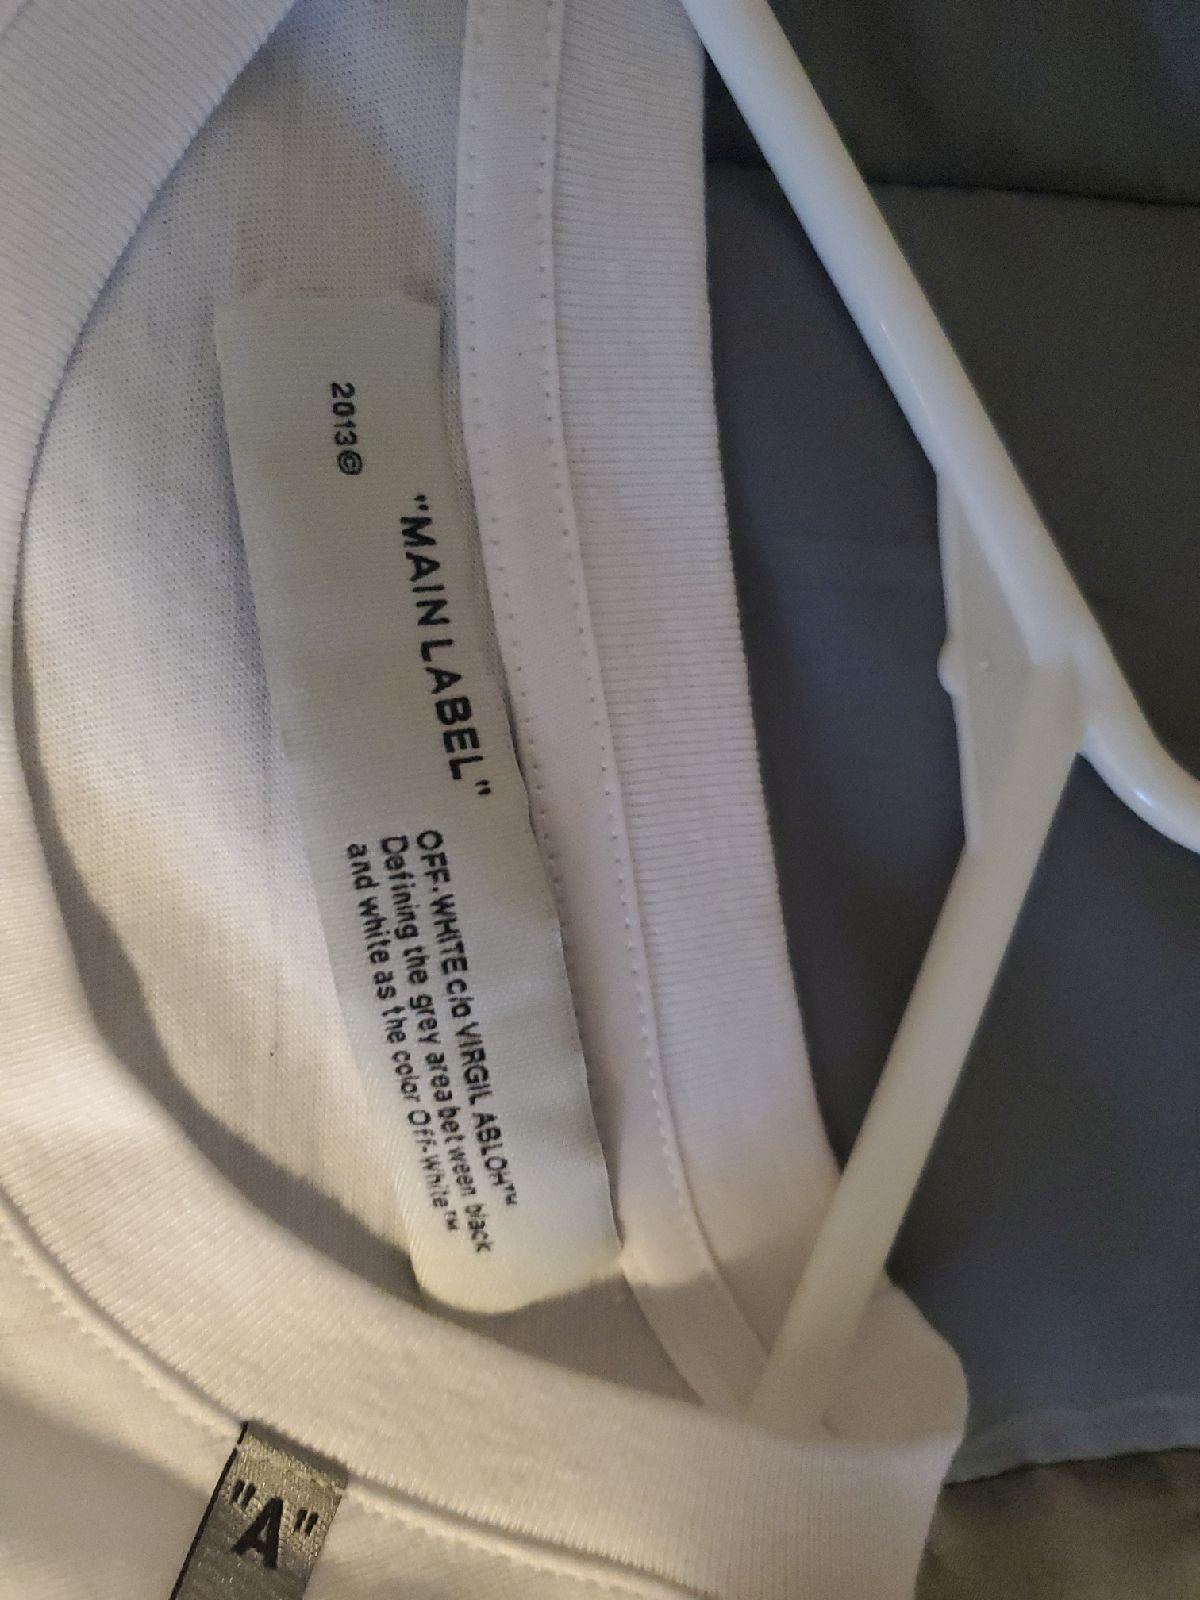 2013©
"MAIN LABEL"
OFF-WHITE c/o VIRGIL ABLOH™
Defining the grey area between black
and white as the color Off-White™
"A"